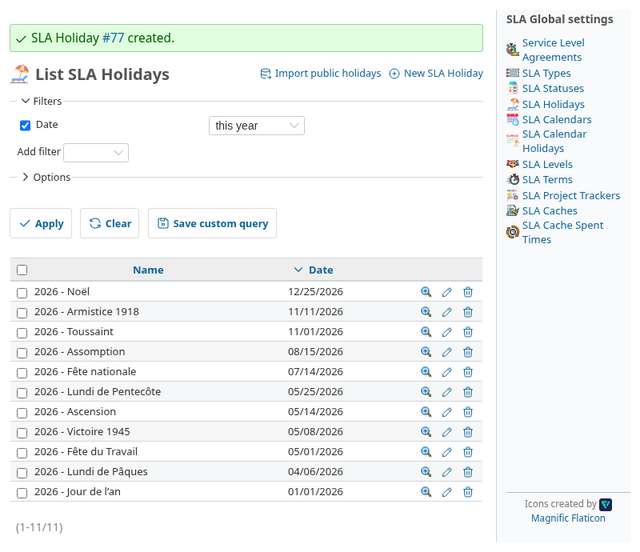 SLA Holiday #77 created.
List SLA Holidays
Import public holidays
New SLA Holiday
Filters
Date
this year
Add filter
Options
Apply
Clear
Save custom query
Name Date
2026 - Noël 12/25/2026
2026 - Armistice 1918 11/11/2026
2026 - Toussaint 11/01/2026
2026 - Assomption 08/15/2026
2026 - Fête nationale 07/14/2026
2026 - Lundi de Pentecôte 05/25/2026
2026 - Ascension 05/14/2026
2026 - Victoire 1945 05/08/2026
2026 - Fête du Travail 05/01/2026
2026 - Lundi de Pâques 04/06/2026
2026 - Jour de l’an 01/01/2026
(1-11/11)
SLA Global settings
Service Level
Agreements
SLA Types
SLA Statuses
SLA Holidays
SLA Calendars
SLA Calendar
Holidays
SLA Levels
SLA Terms
SLA Project Trackers
SLA Caches
SLA Cache Spent
Times
Icons created by
Magnific Flaticon